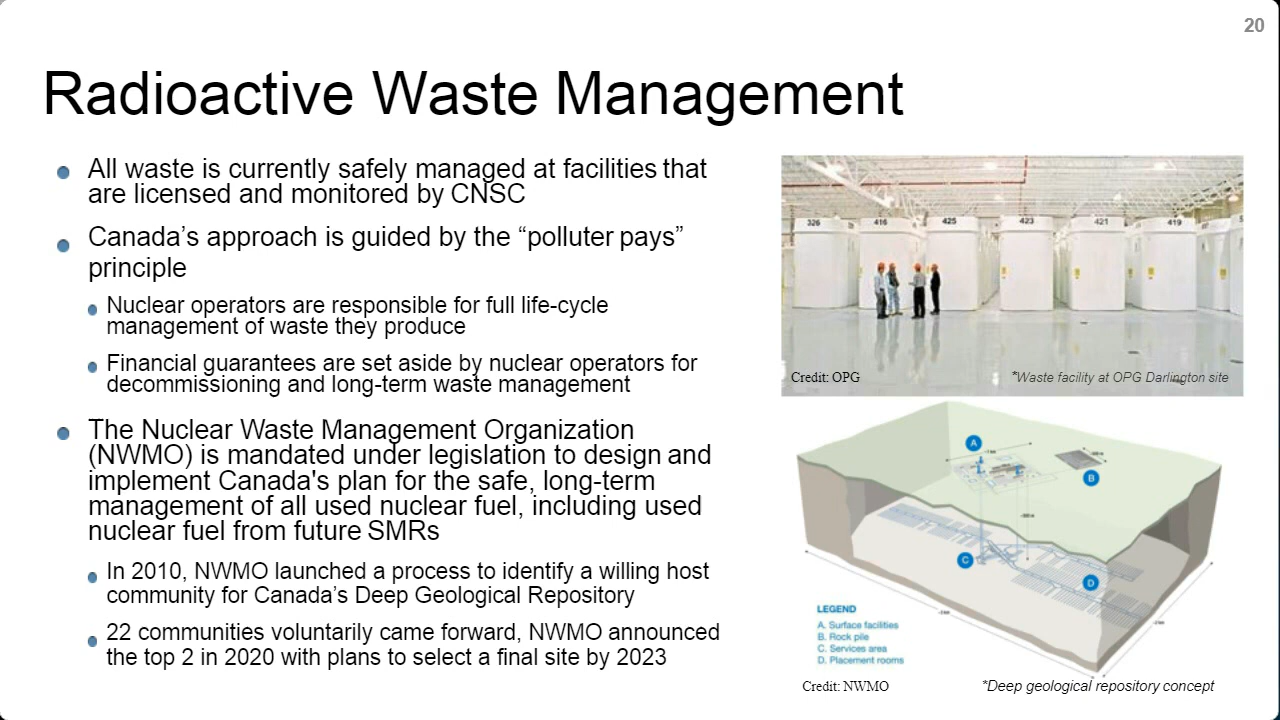 20
Radioactive Waste Management
All waste is currently safely managed at facilities that
are licensed and monitored by CNSC
Canada’s approach is guided by the “polluter pays”
principle
Nuclear operators are responsible for full life-cycle
management of waste they produce
Financial guarantees are set aside by nuclear operators for
decommissioning and long-term waste management
The Nuclear Waste Management Organization
(NWMO) is mandated under legislation to design and
implement Canada's plan for the safe, long-term
management of all used nuclear fuel, including used
nuclear fuel from future SMRs
In 2010, NWMO launched a process to identify a willing host
community for Canada’s Deep Geological Repository
22 communities voluntarily came forward, NWMO announced
the top 2 in 2020 with plans to select a final site by 2023
326 416 425 423 421 419
Credit: OPG
*Waste facility at OPG Darlington site
A
B
C
D
LEGEND
A. Surface facilities
B. Rock pile
C. Services area
D. Placement rooms
Credit: NWMO
*Deep geological repository concept